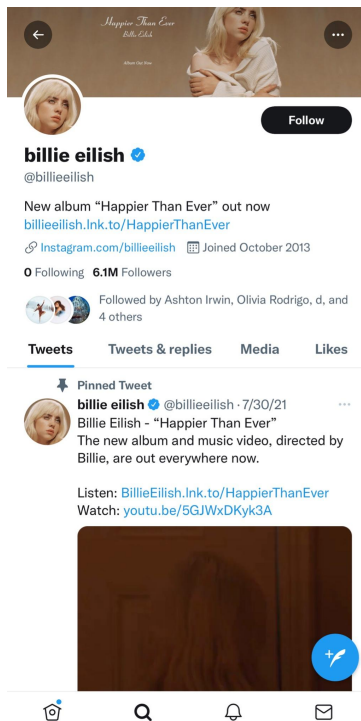 Happier Than Ever
Billie Eilish
Album Out Now
Follow
billie eilish
@billieeilish
New album “Happier Than Ever” out now
billieeilish.lnk.to/HappierThanEver
Instagram.com/billieeilish Joined October 2013
0 Following 6.1M Followers
Followed by Ashton Irwin, Olivia Rodrigo, d, and
4 others
Tweets Tweets & replies Media Likes
Pinned Tweet
billie eilish @billieeilish · 7/30/21
Billie Eilish - “Happier Than Ever”
The new album and music video, directed by
Billie, are out everywhere now.
Listen: BillieEilish.lnk.to/HappierThanEver
Watch: youtu.be/5GJWxDKyk3A